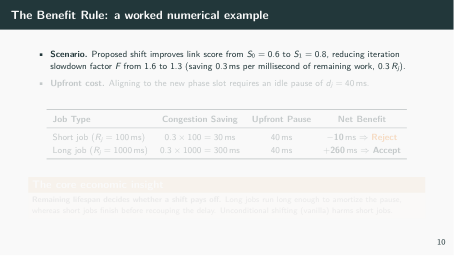 The Benefit Rule: a worked numerical example
• Scenario. Proposed shift improves link score from S₀ = 0.6 to S₁ = 0.8, reducing iteration
slowdown factor F from 1.6 to 1.3 (saving 0.3 ms per millisecond of remaining work, 0.3 Rⱼ).
• Upfront cost. Aligning to the new phase slot requires an idle pause of dⱼ = 40 ms.
Job Type Congestion Saving Upfront Pause Net Benefit
Short job (Rⱼ = 100 ms) 0.3 × 100 = 30 ms 40 ms −10 ms ⇒ Reject
Long job (Rⱼ = 1000 ms) 0.3 × 1000 = 300 ms 40 ms +260 ms ⇒ Accept
Remaining lifespan decides whether a shift pays off. Long jobs run long enough to amortize the pause,
whereas short jobs finish before recouping the delay. Unconditional shifting (vanilla) harms short jobs.
10